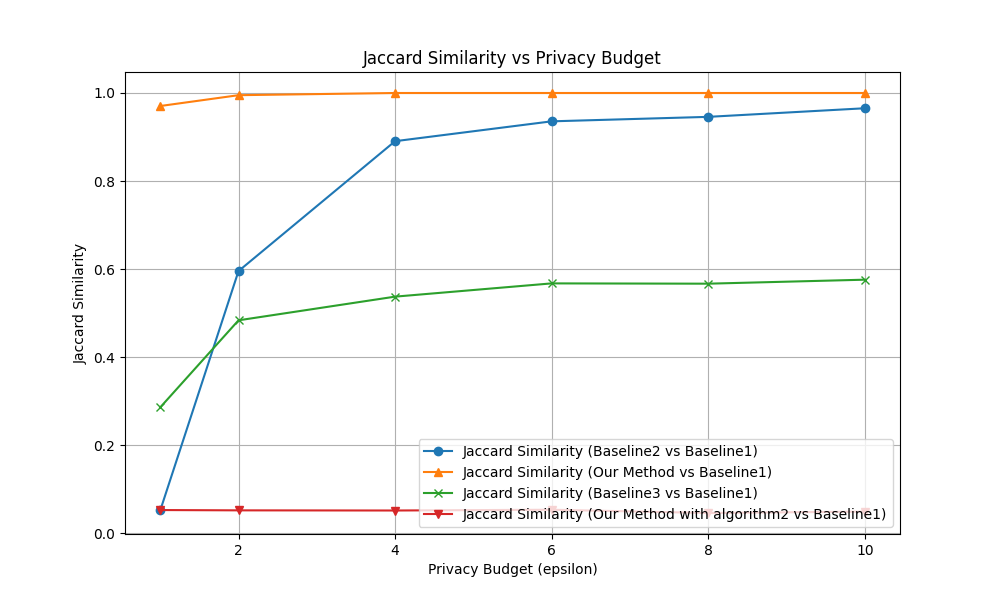 Jaccard Similarity vs Privacy Budget
Jaccard Similarity
1.0
0.8
0.6
0.4
0.2
0.0
2
4
6
8
10
Privacy Budget (epsilon)
Jaccard Similarity (Baseline2 vs Baseline1)
Jaccard Similarity (Our Method vs Baseline1)
Jaccard Similarity (Baseline3 vs Baseline1)
Jaccard Similarity (Our Method with algorithm2 vs Baseline1)